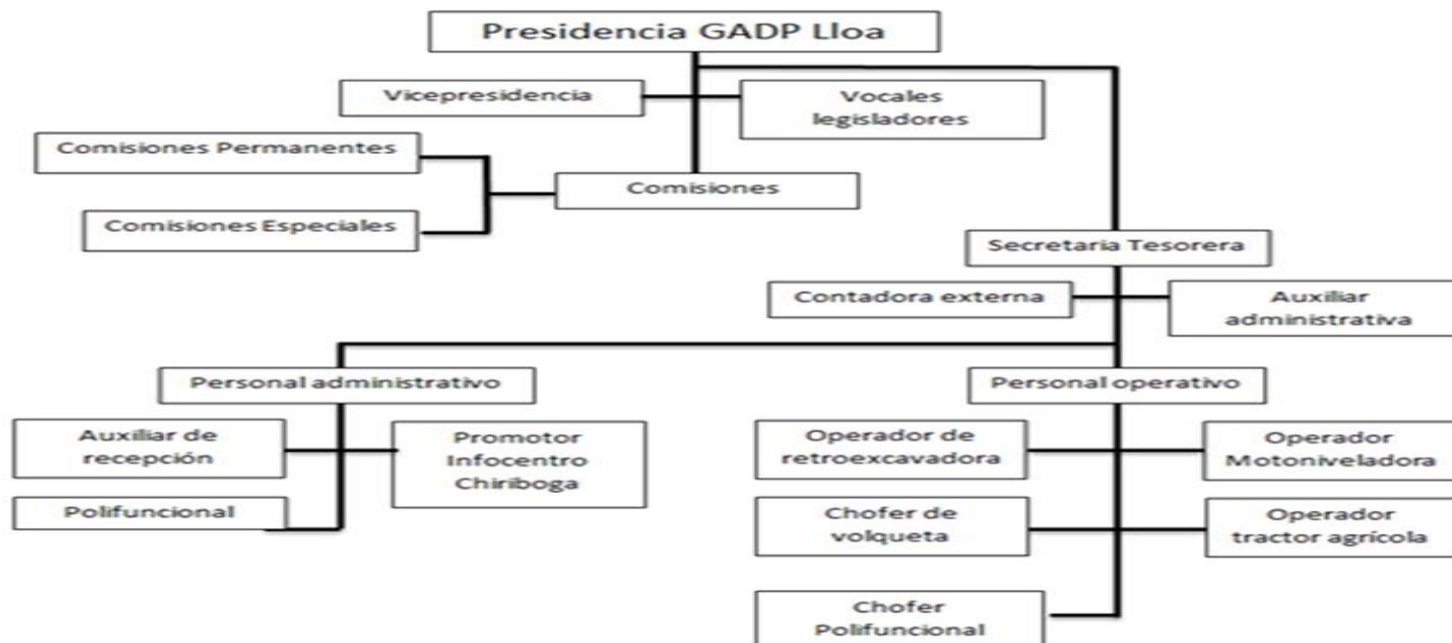 Presidencia GADP Lloa
Vicepresidencia
Vocales
legisladores
Comisiones Permanentes
Comisiones
Comisiones Especiales
Secretaria Tesorera
Contadora externa
Auxiliar
administrativa
Personal administrativo
Personal operativo
Auxiliar de
recepción
Promotor
Infocentro
Chiriboga
Polifuncional
Operador de
retroexcavadora
Operador
Motoniveladora
Chofer de
volqueta
Operador
tractor agrícola
Chofer
Polifuncional